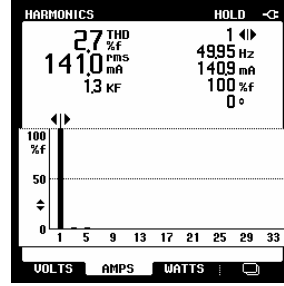 HARMONICS HOLD
2,7 THD %f
141,0 rms mA
1,3 KF
1
49,95 Hz
140,9 mA
100 %f
0°
100
%f
50
0
1 5 9 13 17 21 25 29 33
VOLTS AMPS WATTS